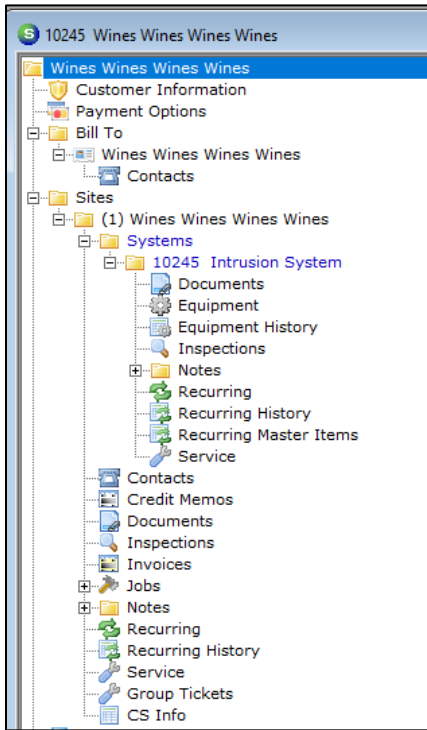 S 10245 Wines Wines Wines Wines
Wines Wines Wines Wines
Customer Information
Payment Options
Bill To
Wines Wines Wines Wines
Contacts
Sites
(1) Wines Wines Wines Wines
Systems
10245 Intrusion System
Documents
Equipment
Equipment History
Inspections
Notes
Recurring
Recurring History
Recurring Master Items
Service
Contacts
Credit Memos
Documents
Inspections
Invoices
Jobs
Notes
Recurring
Recurring History
Service
Group Tickets
CS Info